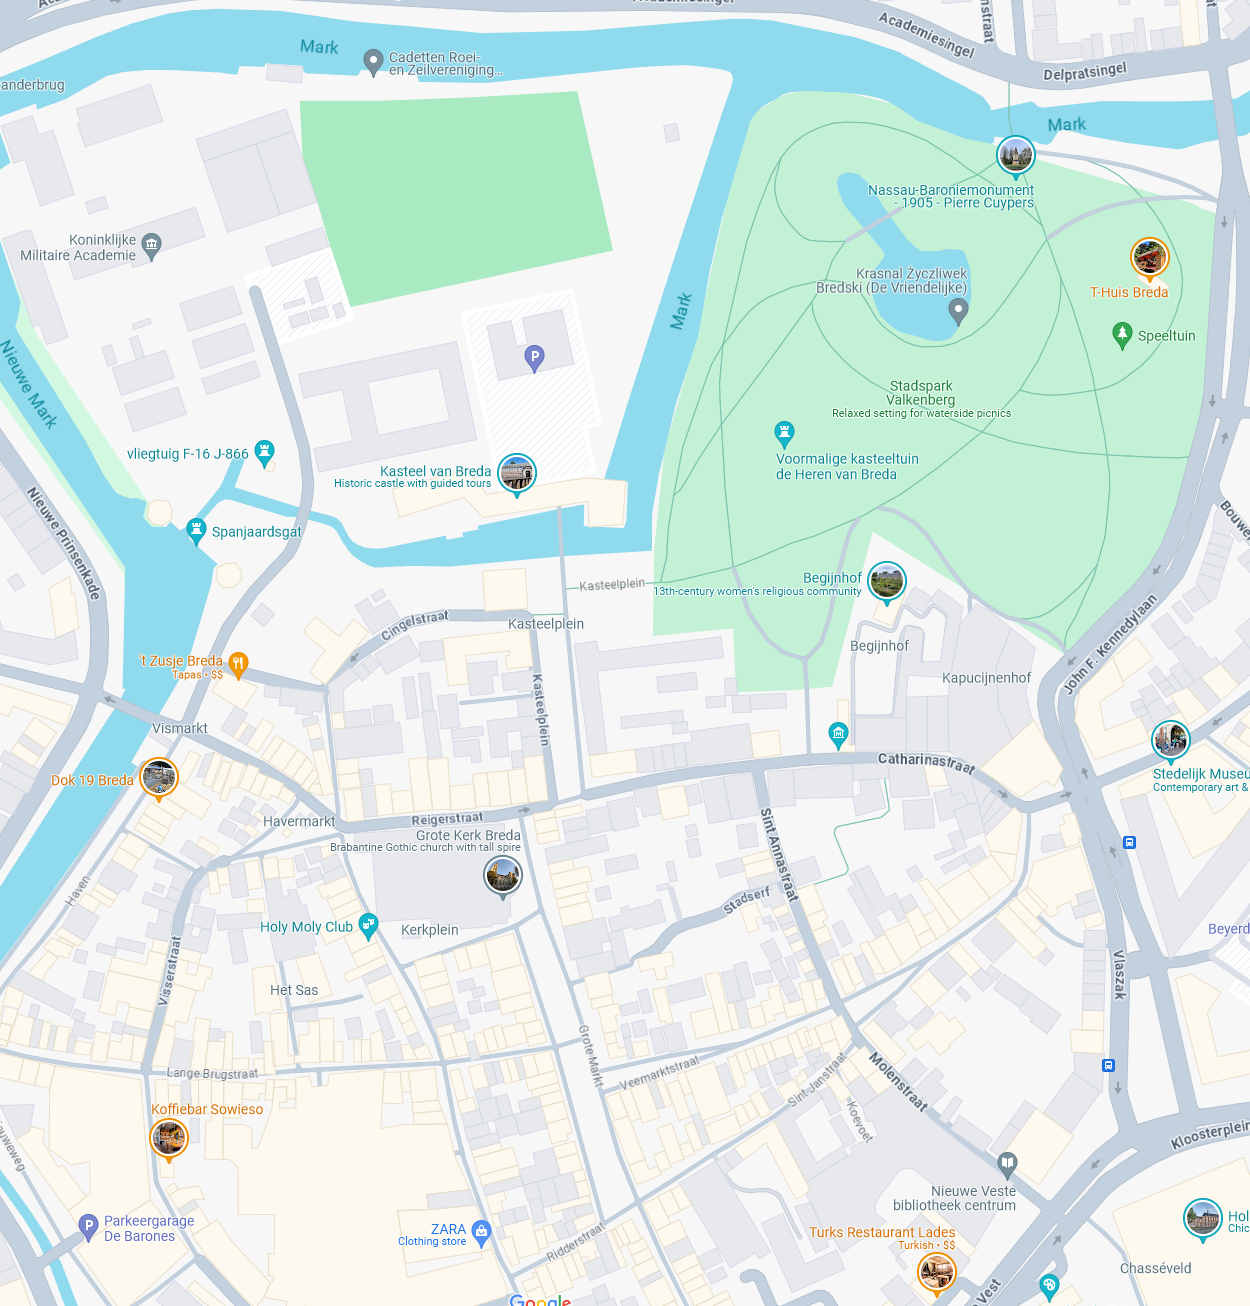 Academiesingel
Delpratsingel
Mark
Cadetten Roei-
en Zeilvereniging...
anderbrug
Mark
Nassau-Baroniemonument
- 1905 - Pierre Cuypers
Koninklijke
Militaire Academie
Krasnal Życzliwek
Bredski (De Vriendelijke)
T-Huis Breda
Mark
Speeltuin
P
Nieuwe Mark
Stadspark
Valkenberg
Relaxed setting for waterside picnics
vliegtuig F-16 J-866
Voormalige kasteeltuin
de Heren van Breda
Kasteel van Breda
Historic castle with guided tours
Nieuwe Prinsenkade
Spanjaardsgat
Bouwe
Kasteelplein
Begijnhof
13th-century women's religious community
Cingelstraat
Kasteelplein
Begijnhof
John F. Kennedylaan
't Zusje Breda
Tapas • $$
Kasteelplein
Kapucijnenhof
Vismarkt
Catharinastraat
Stedelijk Museu
Contemporary art &
Dok 19 Breda
Havermarkt
Reigerstraat
Grote Kerk Breda
Brabantine Gothic church with tall spire
Sint Annastraat
Haven
Stadserf
Holy Moly Club
Kerkplein
Beyerd
Visserstraat
Het Sas
Vlaszak
Grote Markt
Lange Brugstraat
Veemarktstraat
Sint Janstraat
Molenstraat
Koffiebar Sowieso
Koevoet
Kloosterplein
Nieuwe Veste
bibliotheek centrum
Parkeergarage
De Barones
P
ZARA
Clothing store
Ridderstraat
Turks Restaurant Lades
Turkish • $$
Hol
Chic
Chasséveld
Vest
Google